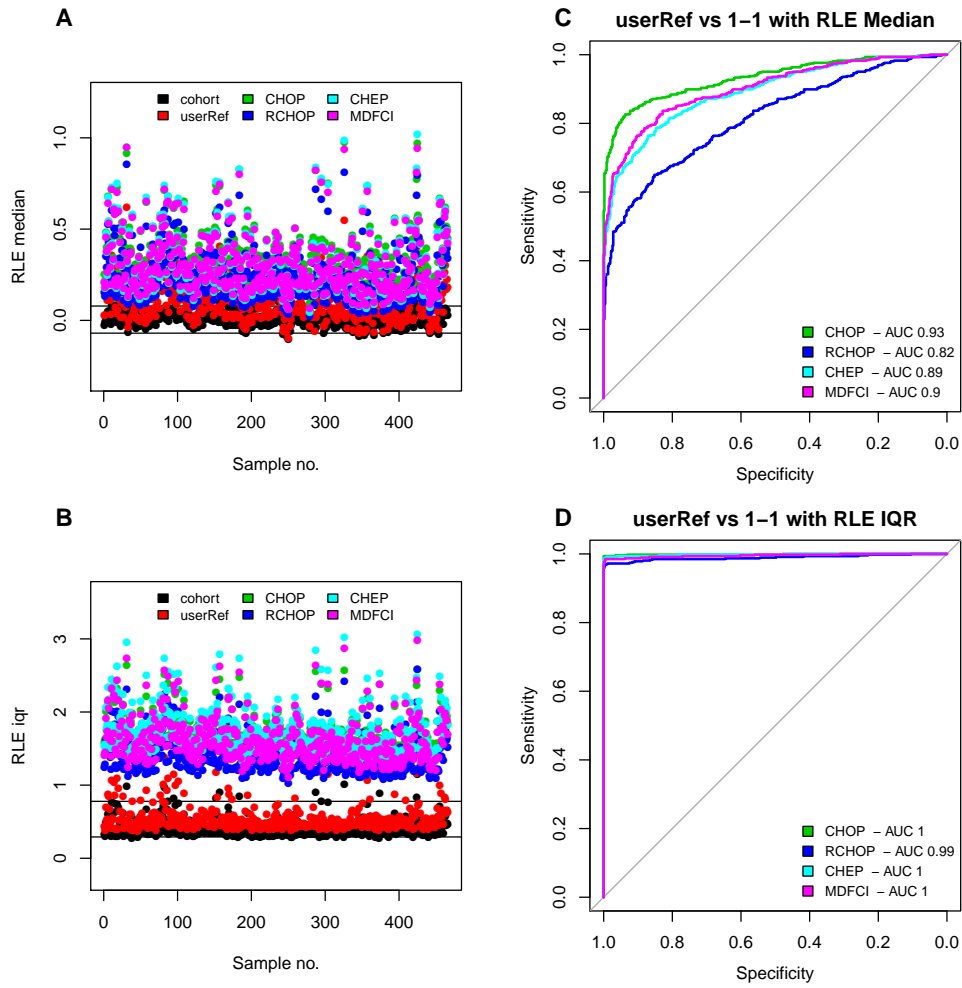 A
cohort CHOP CHEP
userRef RCHOP MDFCI
RLE median
0.0 0.5 1.0
0 100 200 300 400
Sample no.
C
userRef vs 1−1 with RLE Median
Sensitivity
0.0 0.2 0.4 0.6 0.8 1.0
CHOP − AUC 0.93
RCHOP − AUC 0.82
CHEP − AUC 0.89
MDFCI − AUC 0.9
1.0 0.8 0.6 0.4 0.2 0.0
Specificity
B
cohort CHOP CHEP
userRef RCHOP MDFCI
RLE iqr
0 1 2 3
0 100 200 300 400
Sample no.
D
userRef vs 1−1 with RLE IQR
Sensitivity
0.0 0.2 0.4 0.6 0.8 1.0
CHOP − AUC 1
RCHOP − AUC 0.99
CHEP − AUC 1
MDFCI − AUC 1
1.0 0.8 0.6 0.4 0.2 0.0
Specificity